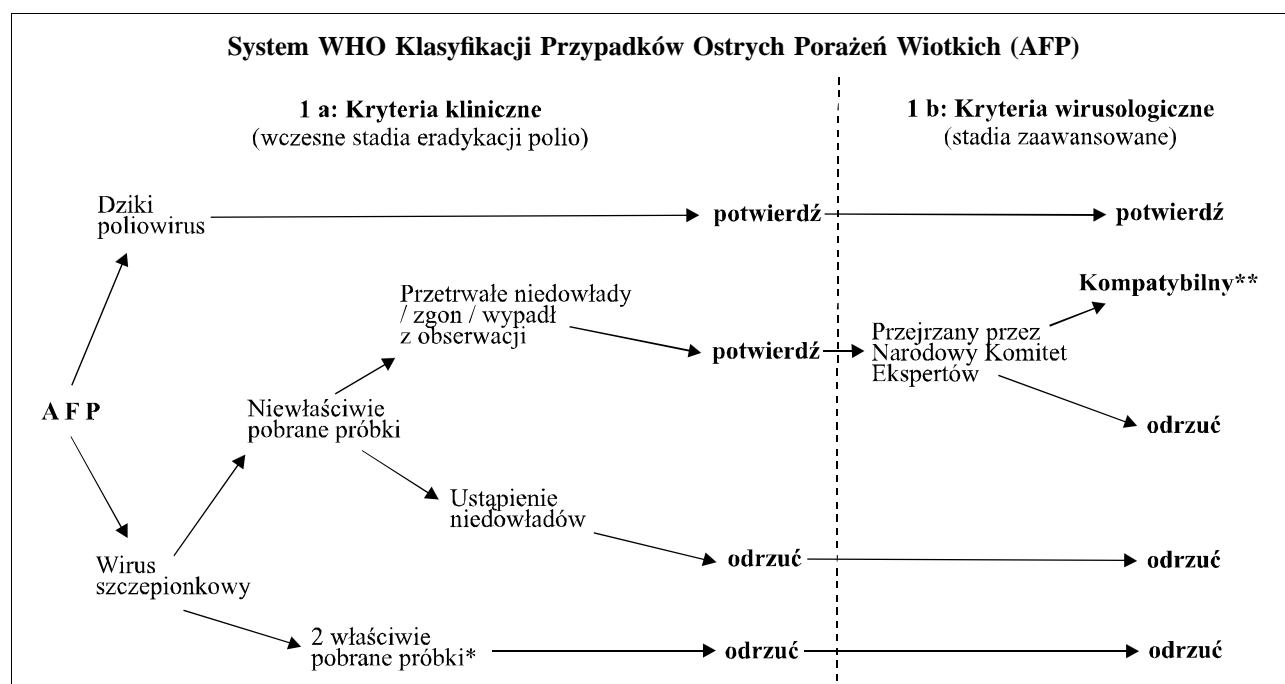 System WHO Klasyfikacji Przypadków Ostrych Porażeń Wiotkich (AFP)
1 a: Kryteria kliniczne
(wczesne stadia eradykacji polio)
1 b: Kryteria wirusologiczne
(stadia zaawansowane)
Dziki
poliowirus
potwierdź
potwierdź
Przetrwałe niedowłady
/ zgon / wypadł
z obserwacji
potwierdź
Przejrzany przez
Narodowy Komitet
Ekspertów
Kompatybilny**
odrzuć
A F P
Niewłaściwie
pobrane próbki
Ustąpienie
niedowładów
odrzuć
odrzuć
Wirus
szczepionkowy
2 właściwie
pobrane próbki*
odrzuć
odrzuć